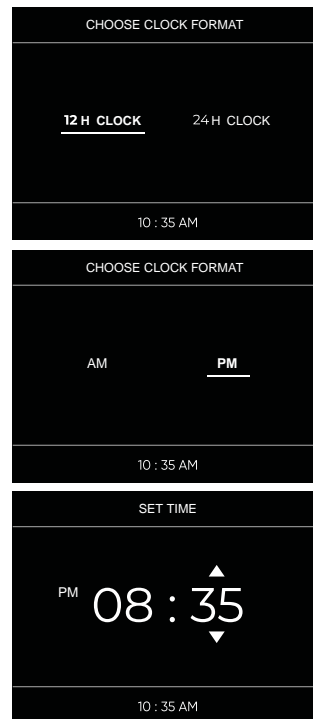 CHOOSE CLOCK FORMAT
12 H CLOCK 24 H CLOCK
10 : 35 AM
CHOOSE CLOCK FORMAT
AM PM
10 : 35 AM
SET TIME
PM 08 : 35
10 : 35 AM